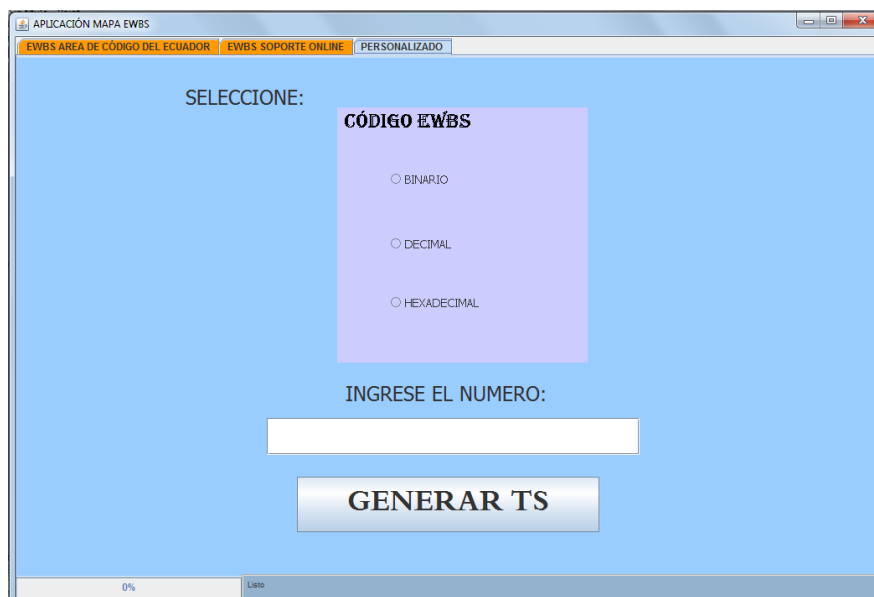 APLICACIÓN MAPA EWBS
EWBS AREA DE CÓDIGO DEL ECUADOR EWBS SOPORTE ONLINE PERSONALIZADO
SELECCIONE:
CÓDIGO EWBS
BINARIO
DECIMAL
HEXADECIMAL
INGRESE EL NUMERO:
GENERAR TS
0% Listo